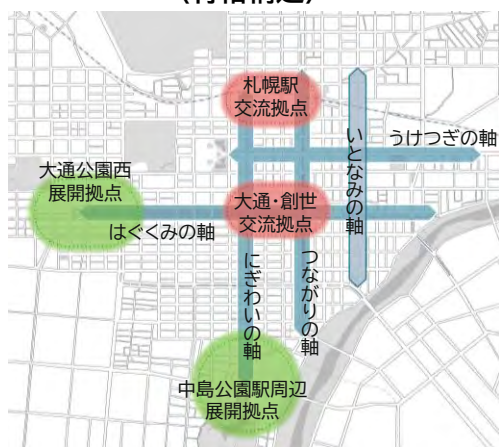 (骨格構造)
札幌駅
交流拠点
いとなみの軸
うけつぎの軸
大通公園西
展開拠点
大通・創世
交流拠点
はぐくみの軸
にぎわいの軸
つながりの軸
中島公園駅周辺
展開拠点